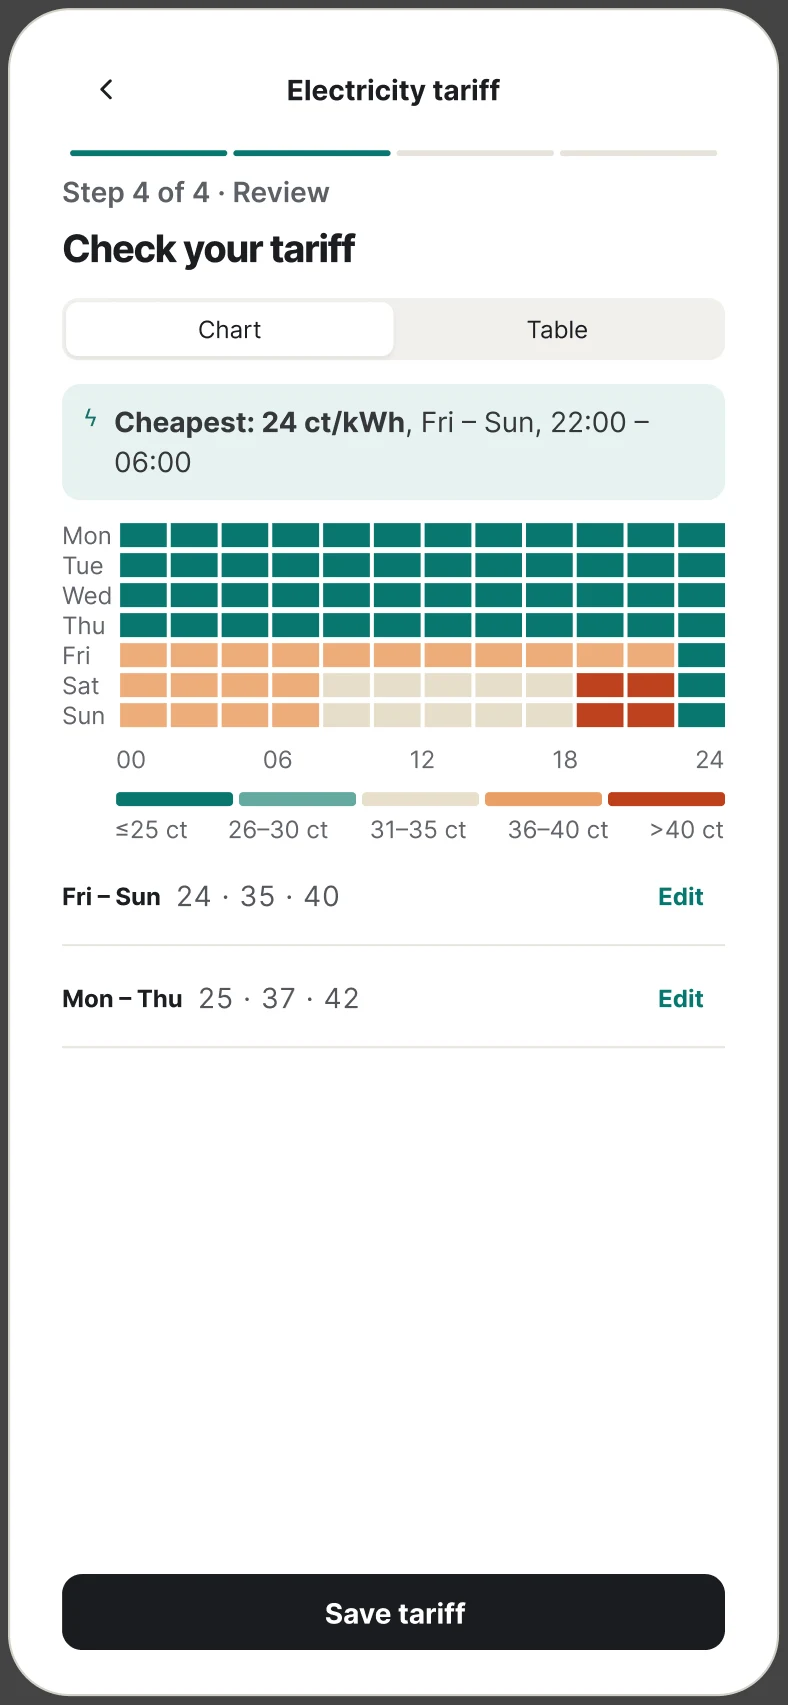 Electricity tariff
Step 4 of 4 · Review
Check your tariff
Chart Table
Cheapest: 24 ct/kWh, Fri – Sun, 22:00 –
06:00
Mon
Tue
Wed
Thu
Fri
Sat
Sun
00 06 12 18 24
≤25 ct 26–30 ct 31–35 ct 36–40 ct >40 ct
Fri – Sun 24 · 35 · 40 Edit
Mon – Thu 25 · 37 · 42 Edit
Save tariff